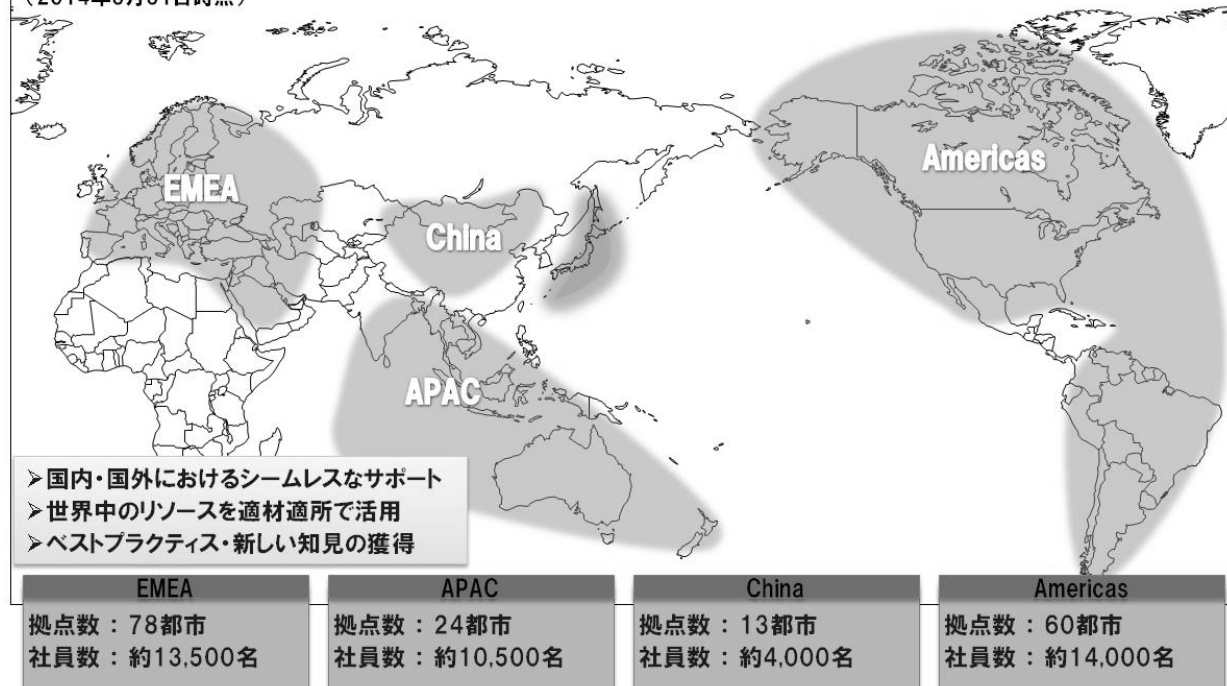 EMEA
China
Americas
APAC
➢国内・国外におけるシームレスなサポート
➢世界中のリソースを適材適所で活用
➢ベストプラクティス・新しい知見の獲得
EMEA
拠点数 : 78都市
社員数 : 約13,500名
APAC
拠点数 : 24都市
社員数 : 約10,500名
China
拠点数 : 13都市
社員数 : 約4,000名
Americas
拠点数 : 60都市
社員数 : 約14,000名